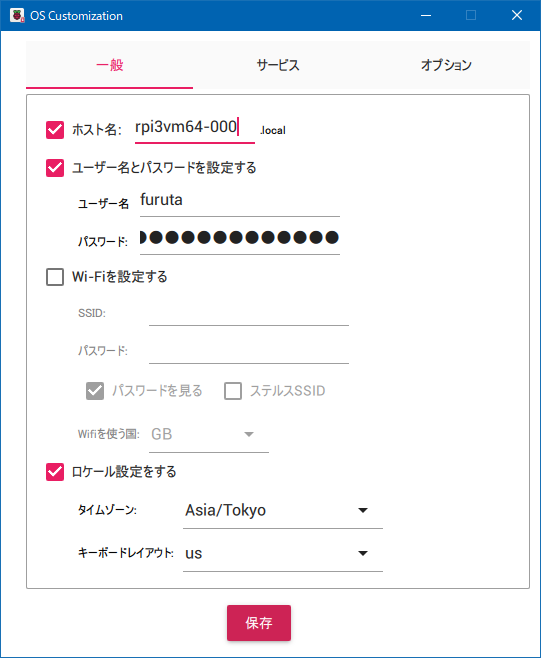 OS Customization
一般 サービス オプション
ホスト名: rpi3vm64-000 .local
ユーザー名とパスワードを設定する
ユーザー名 furuta
パスワード: ●●●●●●●●●●●●●
Wi-Fiを設定する
SSID:
パスワード:
パスワードを見る ステルスSSID
Wifiを使う国: GB
ロケール設定をする
タイムゾーン: Asia/Tokyo
キーボードレイアウト: us
保存